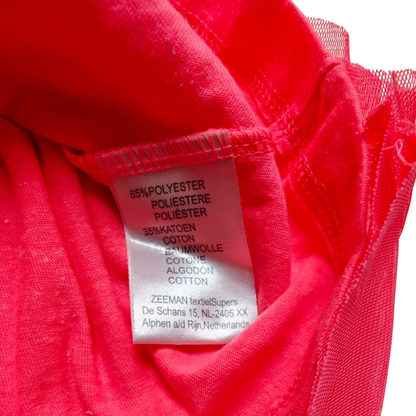 65%POLYESTER
POLIESTERE
POLIÉSTER
35%KATOEN
COTON
BAUMWOLLE
COTONE
ALGODÓN
COTTON
ZEEMAN textielSupers
De Schans 15, NL-2405 XX
Alphen a/d Rijn,Netherlands